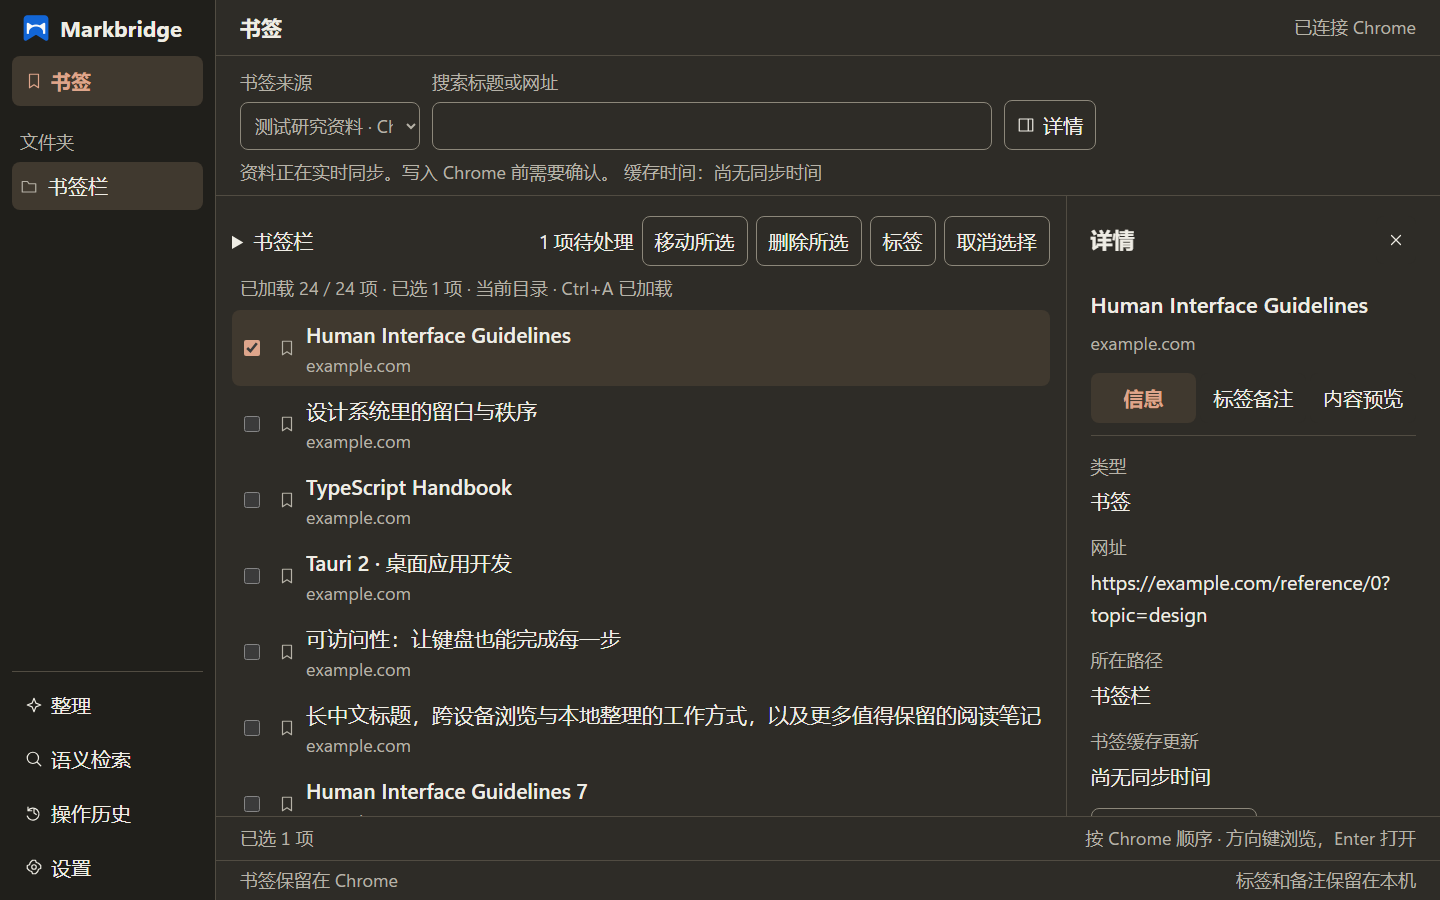 Markbridge
书签
文件夹
书签栏
整理
语义检索
操作历史
设置
书签
已连接 Chrome
书签来源
搜索标题或网址
测试研究资料 · Ch
详情
资料正在实时同步。写入 Chrome 前需要确认。 缓存时间：尚无同步时间
书签栏
1 项待处理
移动所选
删除所选
标签
取消选择
已加载 24 / 24 项 · 已选 1 项 · 当前目录 · Ctrl+A 已加载
Human Interface Guidelines
example.com
设计系统里的留白与秩序
example.com
TypeScript Handbook
example.com
Tauri 2 · 桌面应用开发
example.com
可访问性：让键盘也能完成每一步
example.com
长中文标题，跨设备浏览与本地整理的工作方式，以及更多值得保留的阅读笔记
example.com
Human Interface Guidelines 7
详情
Human Interface Guidelines
example.com
信息
标签备注
内容预览
类型
书签
网址
https://example.com/reference/0?
topic=design
所在路径
书签栏
书签缓存更新
尚无同步时间
已选 1 项
按 Chrome 顺序 · 方向键浏览，Enter 打开
书签保留在 Chrome
标签和备注保留在本机